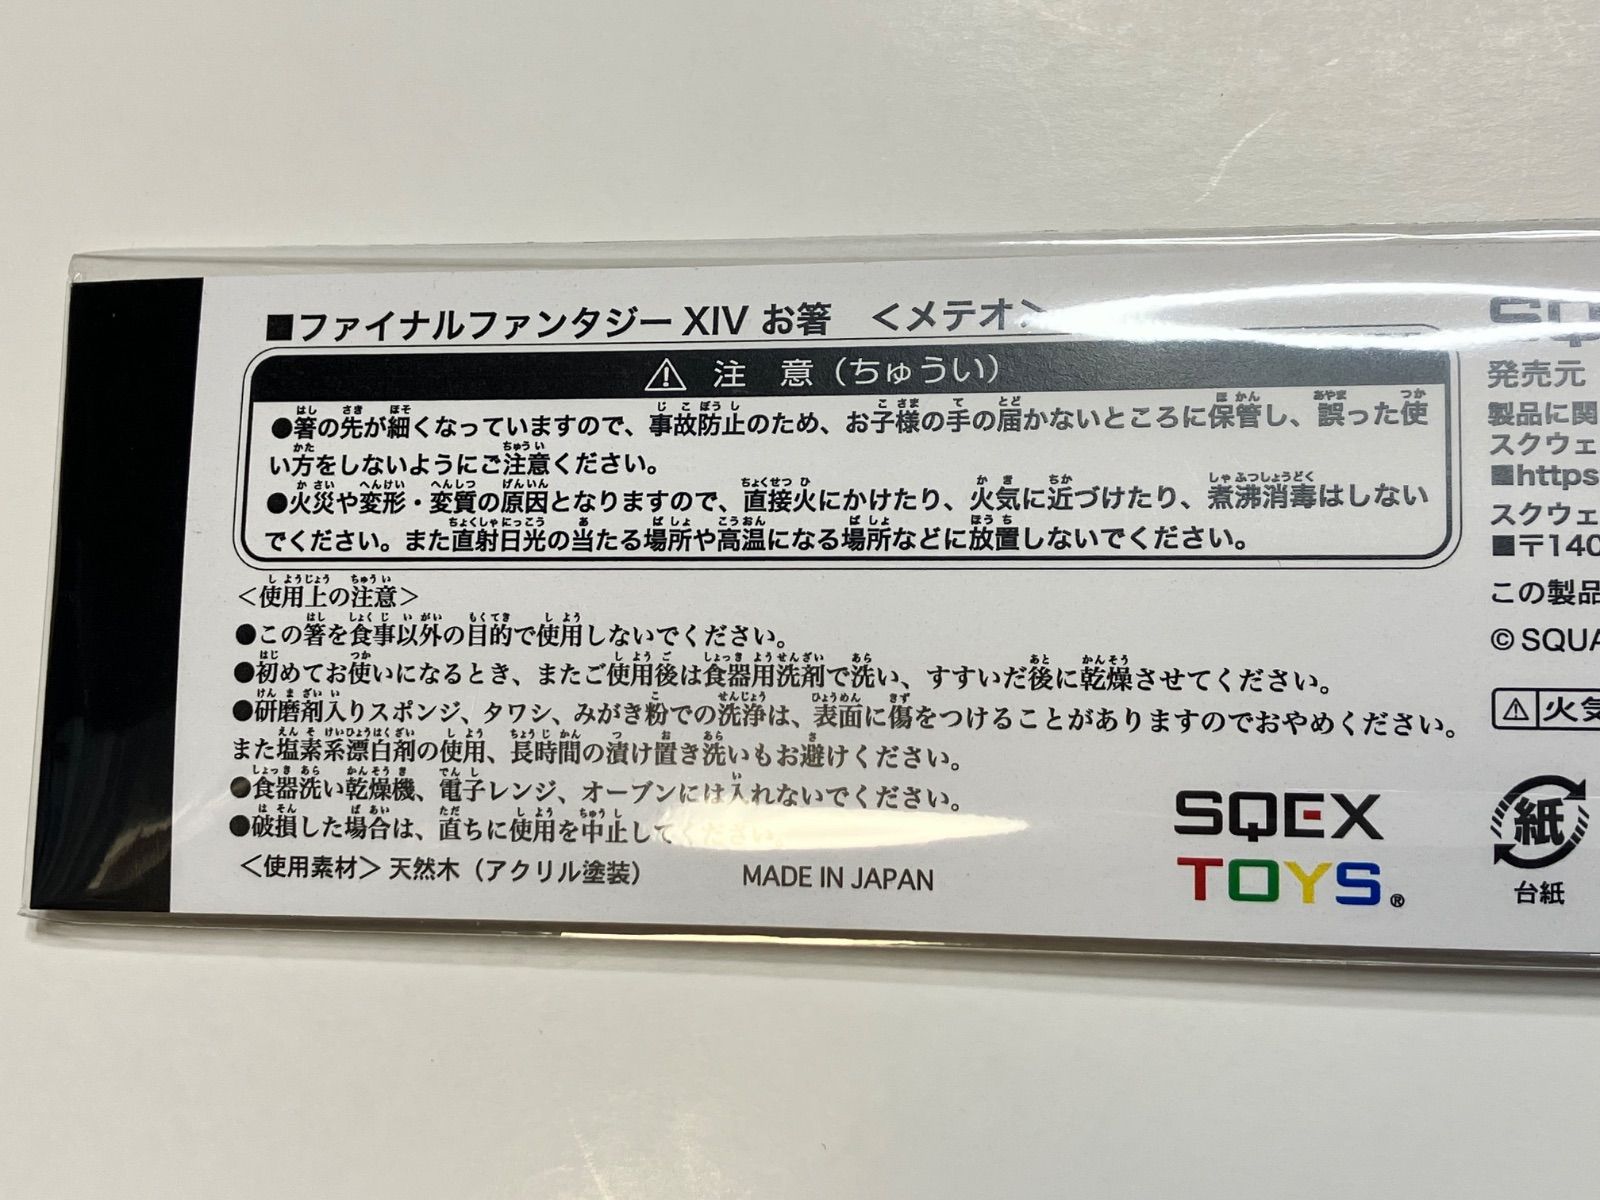 ■ファイナルファンタジー XIV お箸　＜メテオ＞
⚠ 注　意（ちゅうい）
●箸の先が細くなっていますので、事故防止のため、お子様の手の届かないところに保管し、誤った使
い方をしないようにご注意ください。
●火災や変形・変質の原因となりますので、直接火にかけたり、火気に近づけたり、煮沸消毒はしない
でください。また直射日光の当たる場所や高温になる場所などに放置しないでください。
＜使用上の注意＞
●この箸を食事以外の目的で使用しないでください。
●初めてお使いになるとき、またご使用後は食器用洗剤で洗い、すすいだ後に乾燥させてください。
●研磨剤入りスポンジ、タワシ、みがき粉での洗浄は、表面に傷をつけることがありますのでおやめください。
また塩素系漂白剤の使用、長時間の漬け置き洗いもお避けください。
●食器洗い乾燥機、電子レンジ、オーブンには入れないでください。
●破損した場合は、直ちに使用を中止してください。
＜使用素材＞天然木（アクリル塗装）
MADE IN JAPAN
SQEX
TOYS®
発売元
製品に関
スクウェ
■https
スクウェ
■〒140
この製品
© SQUA
⚠火気
紙
台紙